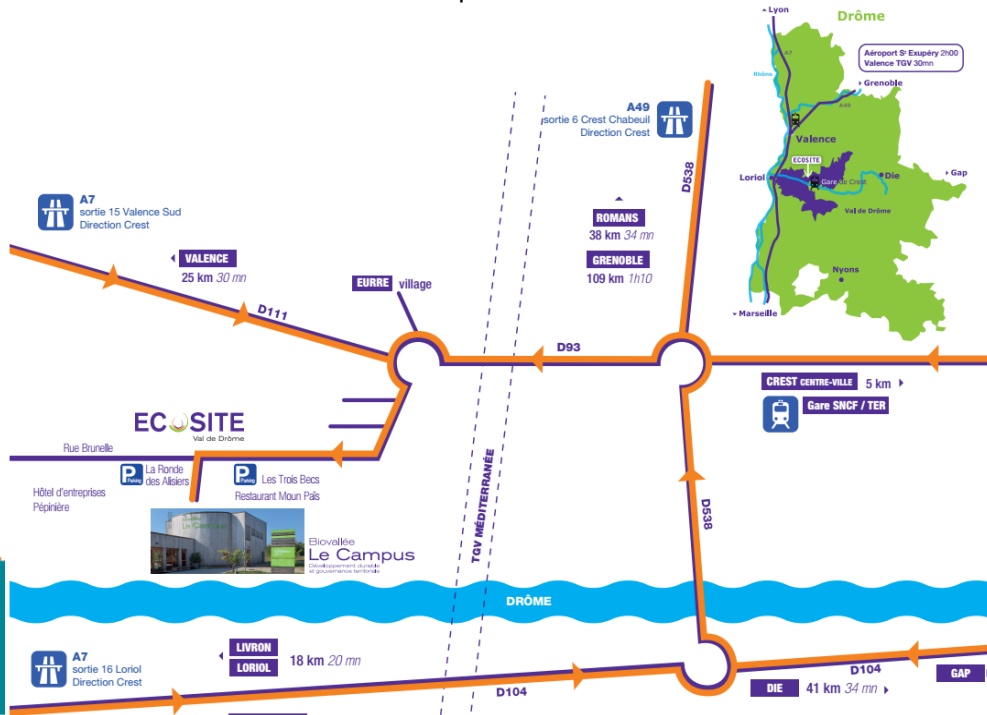 Lyon
Drôme
A7
Aéroport St Exupéry 2h00
Valence TGV 30mn
Rhône
Grenoble
A49
Valence
ECOSITE
Loriol
Gare de Crest
Die
Gap
Val de Drôme
Nyons
Marseille
A49
sortie 6 Crest Chabeuil
Direction Crest
D538
A7
sortie 15 Valence Sud
Direction Crest
ROMANS
38 km 34 mn
GRENOBLE
109 km 1h10
VALENCE
25 km 30 mn
EURRE village
D111
D93
CREST CENTRE-VILLE 5 km
Gare SNCF / TER
ECOSITE
Val de Drôme
Rue Brunelle
P
Parking
La Ronde
des Alisiers
P
Parking
Les Trois Becs
Restaurant Moun Païs
Hôtel d'entreprises
Pépinière
TGV MÉDITERRANÉE
D538
Biovallée
Le Campus
Développement durable
et gouvernance territoriale
DRÔME
A7
sortie 16 Loriol
Direction Crest
LIVRON
LORIOL
18 km 20 mn
D104
D104
DIE 41 km 34 mn
GAP